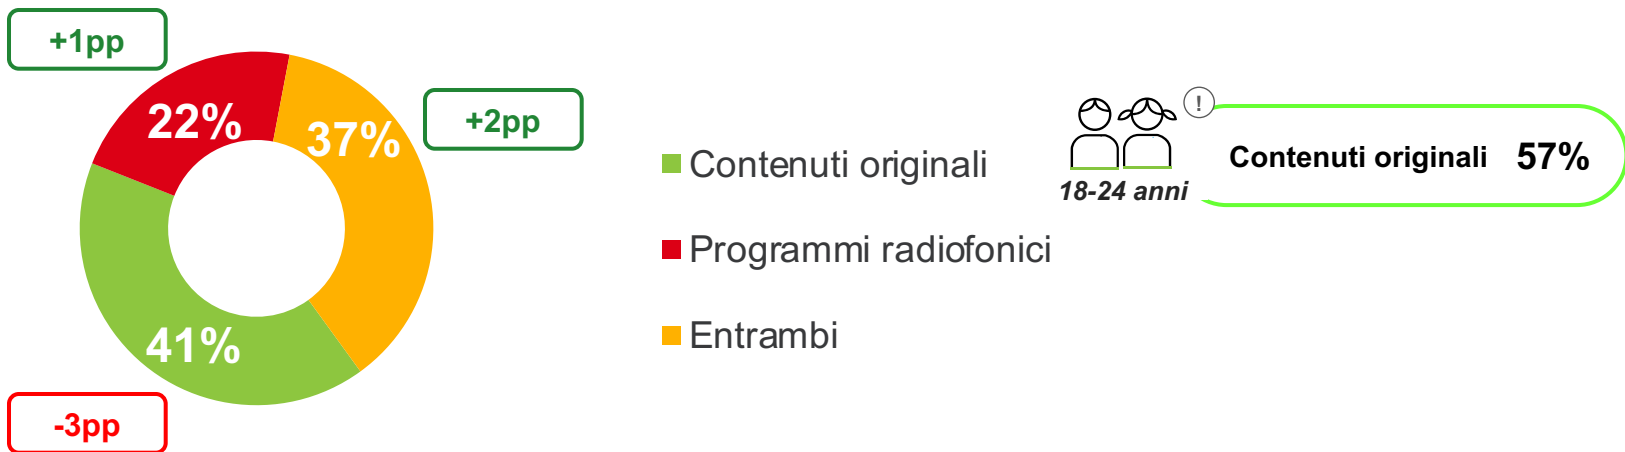 +1pp
22%
37%
+2pp
41%
-3pp
Contenuti originali
Programmi radiofonici
Entrambi
!
18-24 anni
Contenuti originali 57%